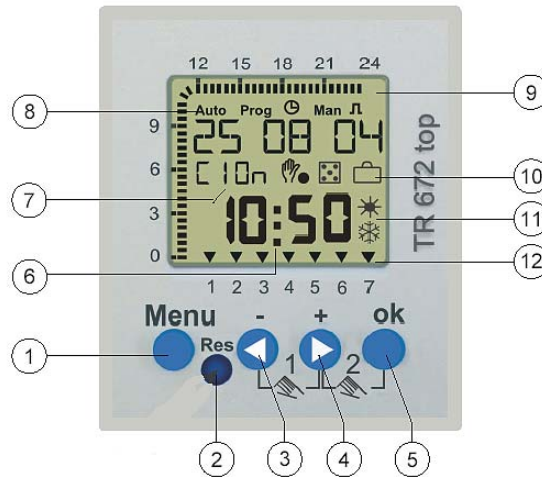 12 15 18 21 24
8 9
Auto Prog Man
9 25 08 04
6 C1On 10
7 TR 672 top
3 10:50 11
6 0 12
1 2 3 4 5 6 7
Menu - + ok
1 Res 1 2
2 3 4 5